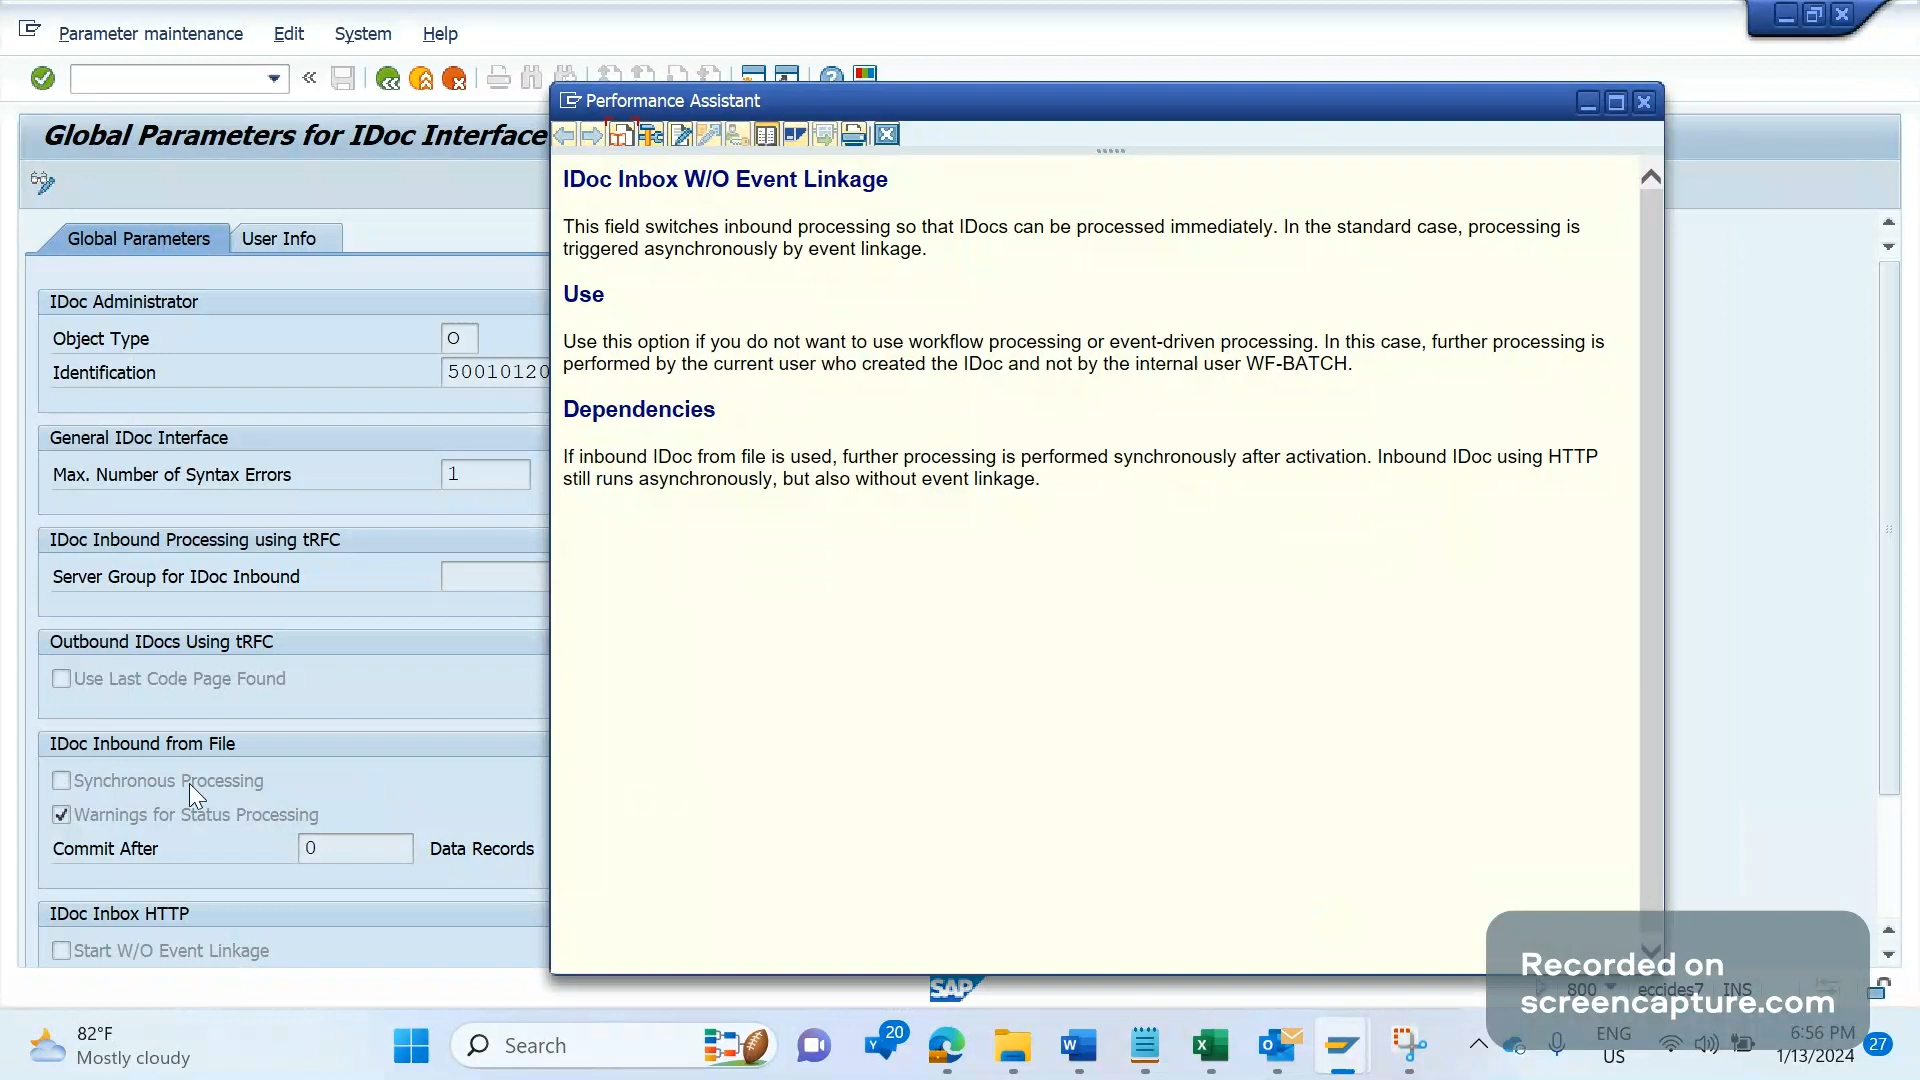 Parameter maintenance Edit System Help
Performance Assistant
Global Parameters for IDoc Interface
IDoc Inbox W/O Event Linkage
This field switches inbound processing so that IDocs can be processed immediately. In the standard case, processing is
triggered asynchronously by event linkage.
Use
Use this option if you do not want to use workflow processing or event-driven processing. In this case, further processing is
performed by the current user who created the IDoc and not by the internal user WF-BATCH.
Dependencies
If inbound IDoc from file is used, further processing is performed synchronously after activation. Inbound IDoc using HTTP
still runs asynchronously, but also without event linkage.
Global Parameters User Info
IDoc Administrator
Object Type O
Identification 50010120
General IDoc Interface
Max. Number of Syntax Errors 1
IDoc Inbound Processing using tRFC
Server Group for IDoc Inbound
Outbound IDocs Using tRFC
Use Last Code Page Found
IDoc Inbound from File
Synchronous Processing
Warnings for Status Processing
Commit After 0 Data Records
IDoc Inbox HTTP
Start W/O Event Linkage
Recorded on
screencapture.com
SAP 800 eccides7 INS
82°F
Mostly cloudy
Search
20
ENG
US
6:56 PM
1/13/2024
27